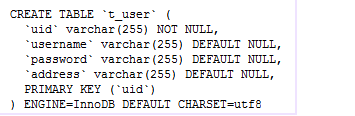 CREATE TABLE `t_user` (
  `uid` varchar(255) NOT NULL,
  `username` varchar(255) DEFAULT NULL,
  `password` varchar(255) DEFAULT NULL,
  `address` varchar(255) DEFAULT NULL,
  PRIMARY KEY (`uid`)
) ENGINE=InnoDB DEFAULT CHARSET=utf8